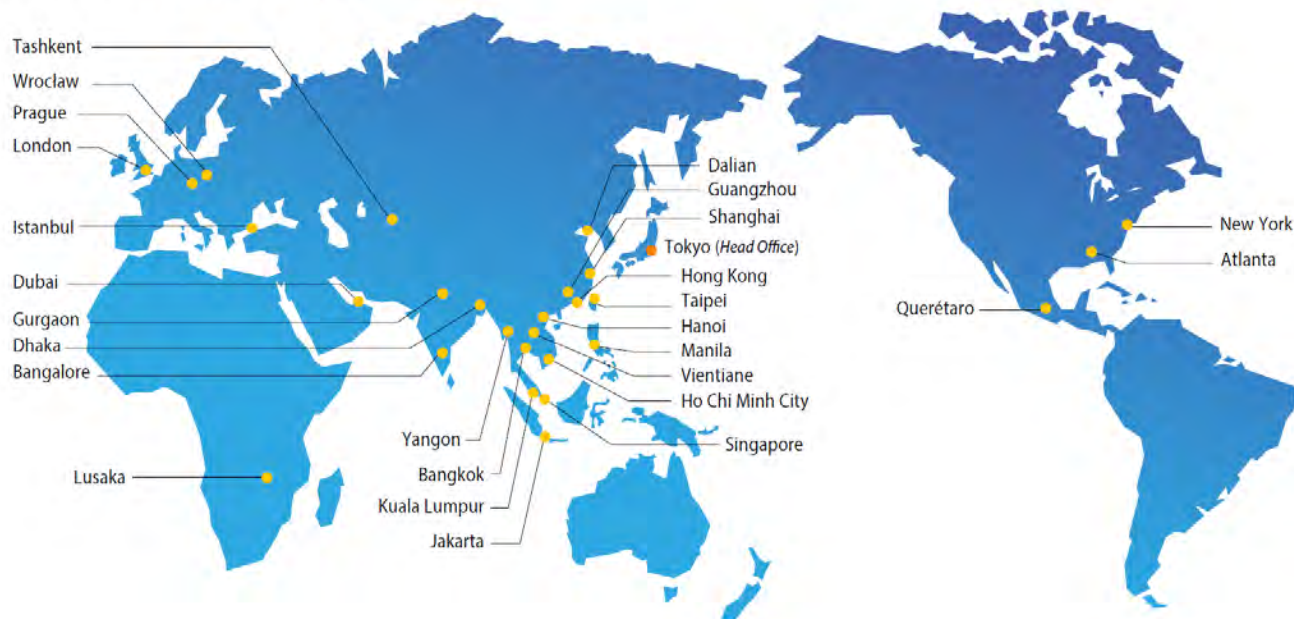 Tashkent
Wrocław
Prague
London
Istanbul
Dubai
Gurgaon
Dhaka
Bangalore
Lusaka
Yangon
Bangkok
Kuala Lumpur
Jakarta
Dalian
Guangzhou
Shanghai
Tokyo (Head Office)
Hong Kong
Taipei
Hanoi
Manila
Vientiane
Ho Chi Minh City
Singapore
New York
Atlanta
Querétaro